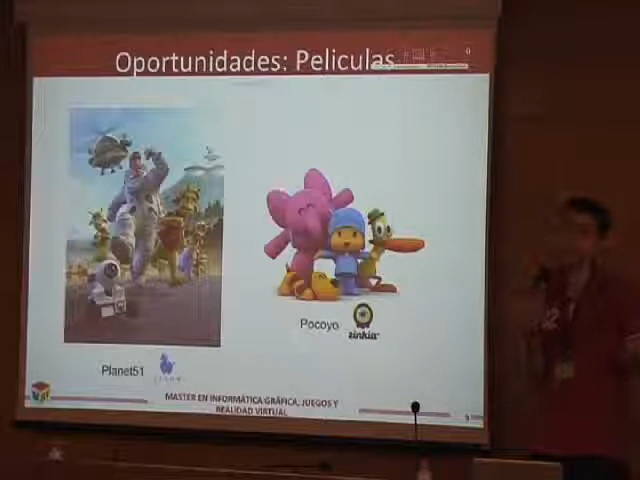 Oportunidades: Peliculas
Pocoyo
zinkia
Planet51
MASTER EN INFORMÁTICA GRÁFICA, JUEGOS Y
REALIDAD VIRTUAL